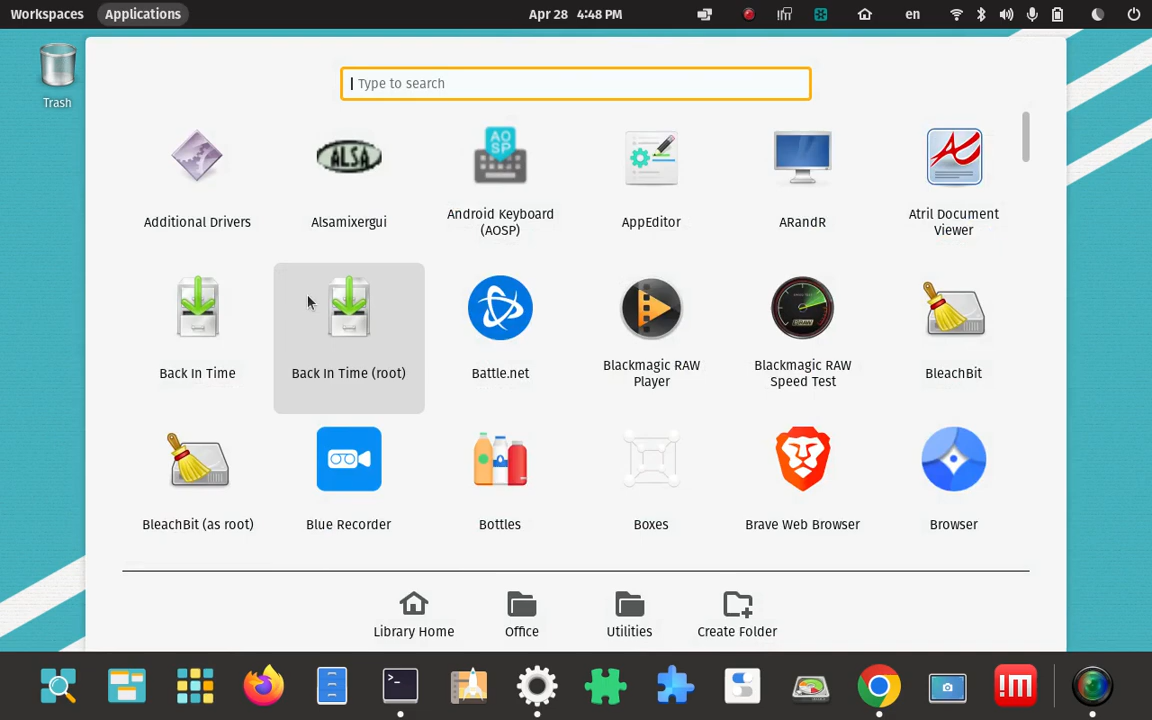 Workspaces Applications Apr 28 4:48 PM en
Trash
Type to search
Additional Drivers
Alsamixergui
AO
SP
Android Keyboard
(AOSP)
AppEditor
ARandR
Atril Document
Viewer
ALSA
Back In Time
Back In Time (root)
Battle.net
Blackmagic RAW
Player
Blackmagic RAW
Speed Test
BleachBit
BleachBit (as root)
Blue Recorder
Bottles
Boxes
Brave Web Browser
Browser
Library Home
Office
Utilities
Create Folder
>_
!M